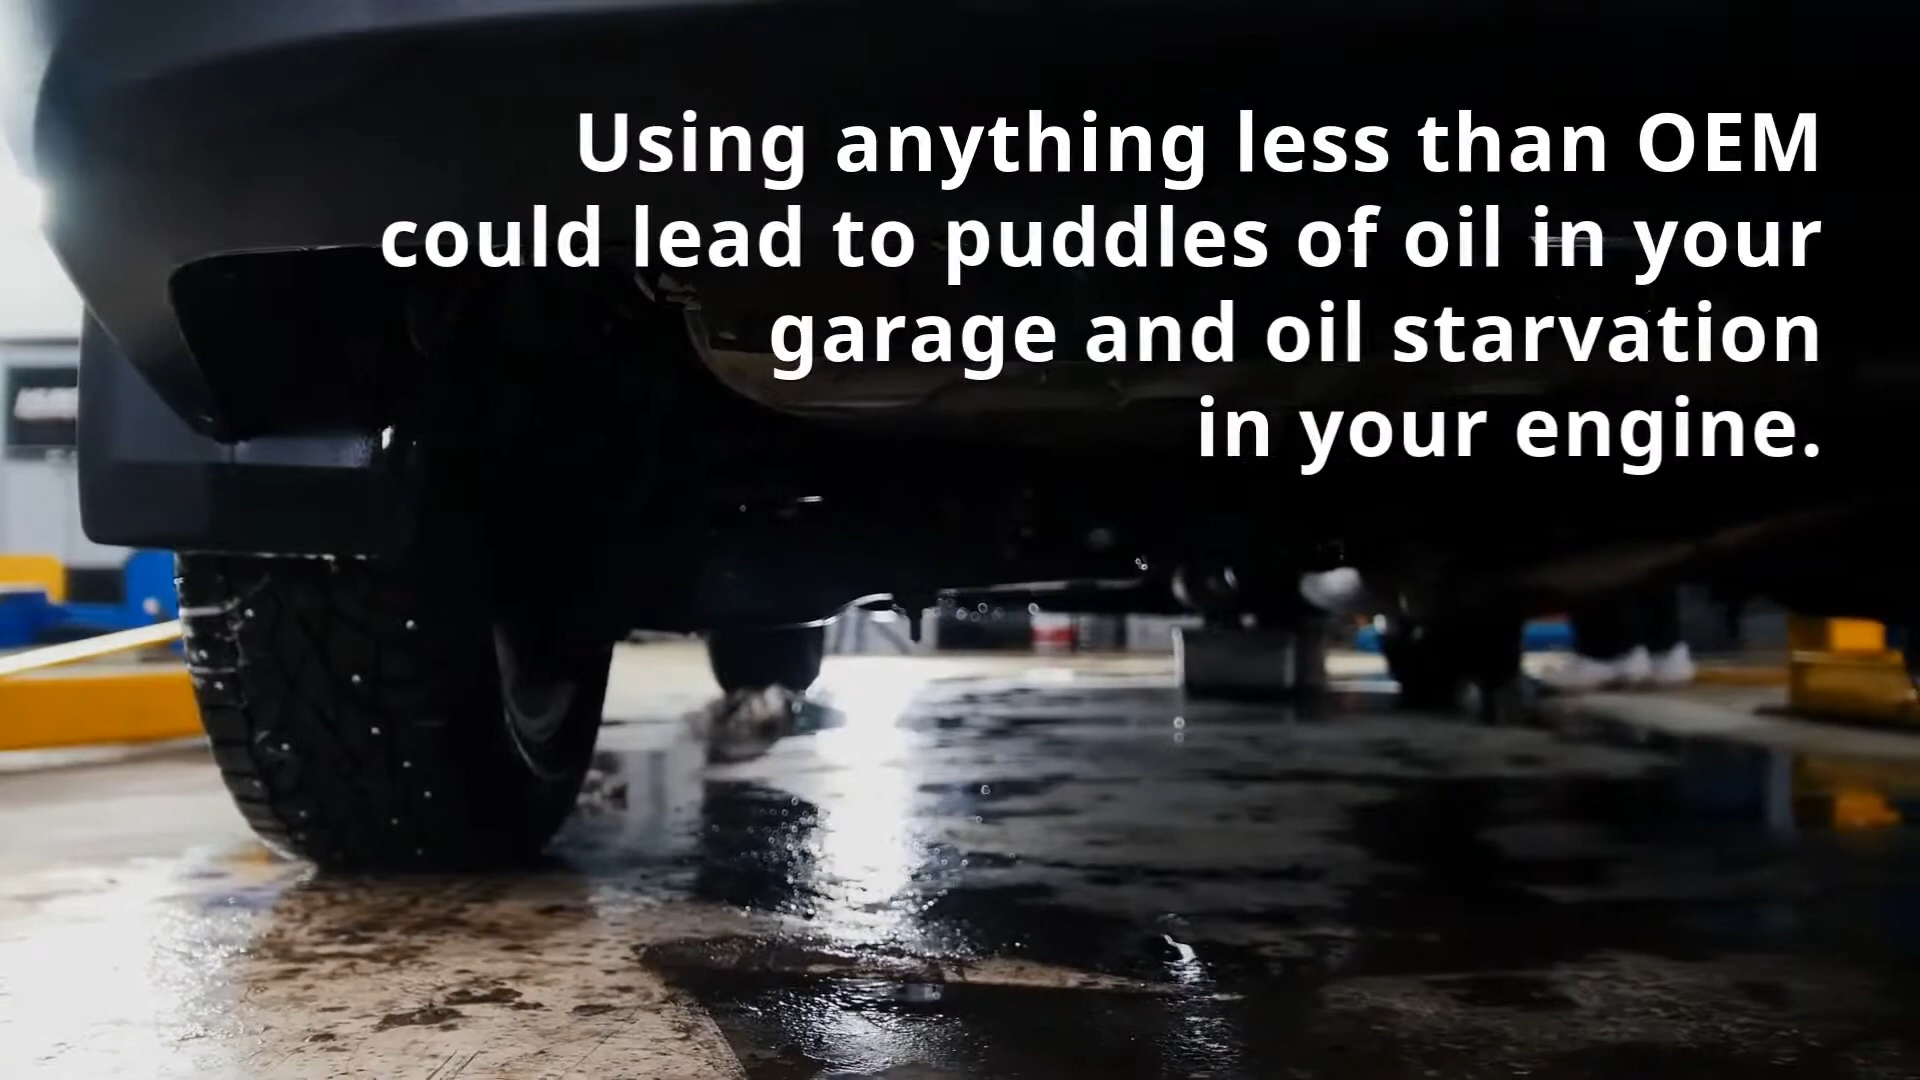 Using anything less than OEM
could lead to puddles of oil in your
garage and oil starvation
in your engine.